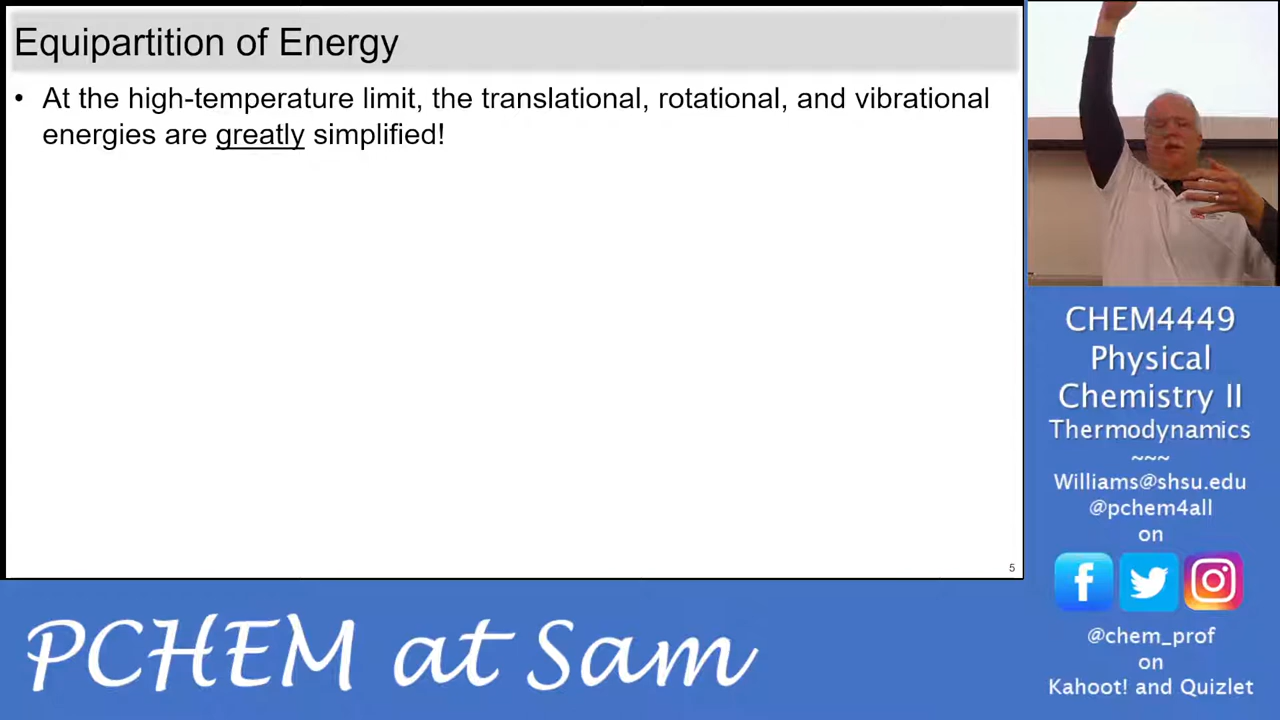 Equipartition of Energy
• At the high-temperature limit, the translational, rotational, and vibrational
energies are greatly simplified!
5
CHEM4449
Physical
Chemistry II
Thermodynamics
~~~
Williams@shsu.edu
@pchem4all
on
@chem_prof
on
Kahoot! and Quizlet
PCHEM at Sam